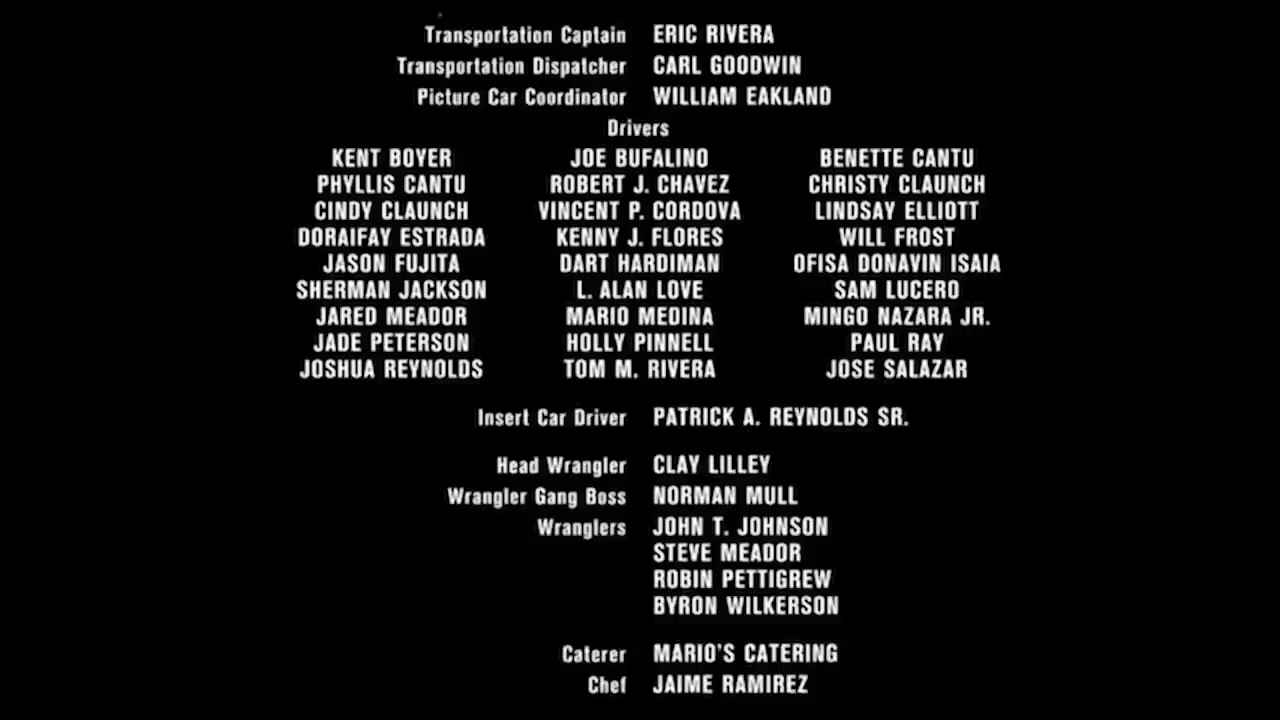 Transportation Captain ERIC RIVERA
Transportation Dispatcher CARL GOODWIN
Picture Car Coordinator WILLIAM EAKLAND
Drivers
KENT BOYER JOE BUFALINO BENETTE CANTU
PHYLLIS CANTU ROBERT J. CHAVEZ CHRISTY CLAUNCH
CINDY CLAUNCH VINCENT P. CORDOVA LINDSAY ELLIOTT
DORAIFAY ESTRADA KENNY J. FLORES WILL FROST
JASON FUJITA DART HARDIMAN OFISA DONAVIN ISAIA
SHERMAN JACKSON L. ALAN LOVE SAM LUCERO
JARED MEADOR MARIO MEDINA MINGO NAZARA JR.
JADE PETERSON HOLLY PINNELL PAUL RAY
JOSHUA REYNOLDS TOM M. RIVERA JOSE SALAZAR
Insert Car Driver PATRICK A. REYNOLDS SR.
Head Wrangler CLAY LILLEY
Wrangler Gang Boss NORMAN MULL
Wranglers JOHN T. JOHNSON
STEVE MEADOR
ROBIN PETTIGREW
BYRON WILKERSON
Caterer MARIO'S CATERING
Chef JAIME RAMIREZ